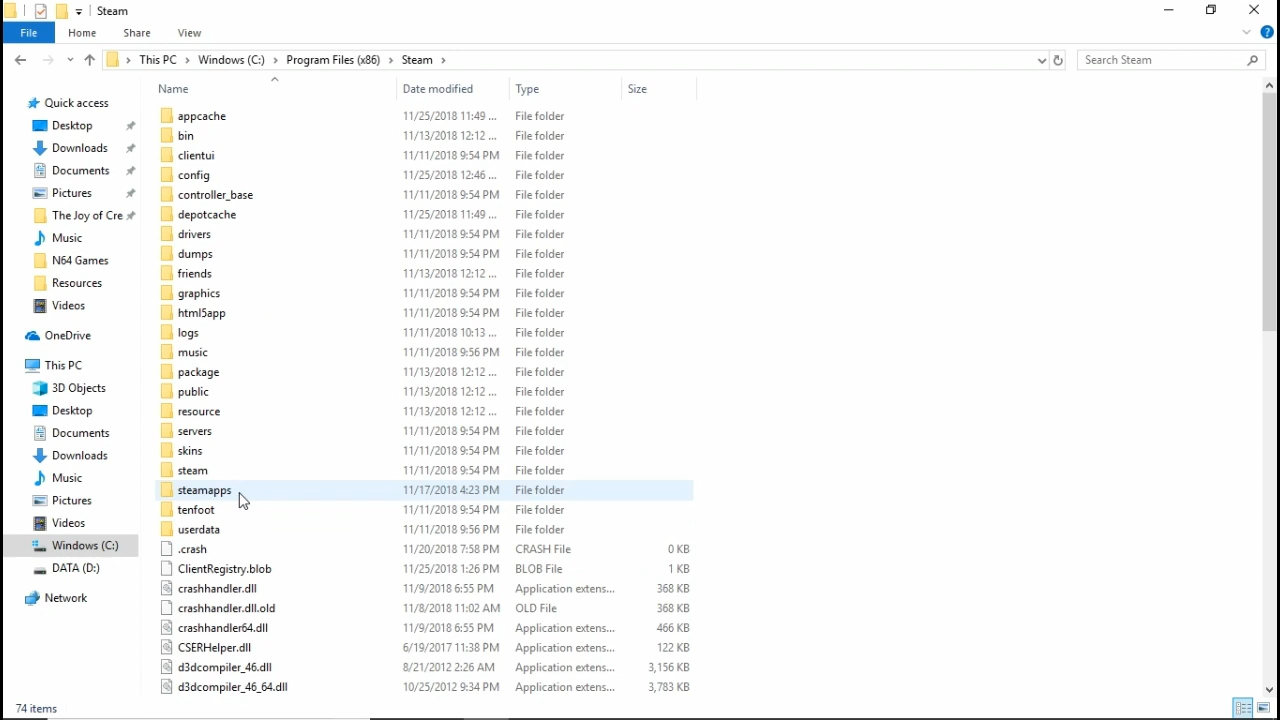 Steam
File Home Share View
This PC Windows (C:) Program Files (x86) Steam Search Steam
Name Date modified Type Size
Quick access
Desktop
Downloads
Documents
Pictures
The Joy of Cre
Music
N64 Games
Resources
Videos
OneDrive
This PC
3D Objects
Desktop
Documents
Downloads
Music
Pictures
Videos
Windows (C:)
DATA (D:)
Network
appcache 11/25/2018 11:49 ... File folder
bin 11/13/2018 12:12 ... File folder
clientui 11/11/2018 9:54 PM File folder
config 11/25/2018 12:46 ... File folder
controller_base 11/11/2018 9:54 PM File folder
depotcache 11/25/2018 11:49 ... File folder
drivers 11/11/2018 9:54 PM File folder
dumps 11/11/2018 9:54 PM File folder
friends 11/13/2018 12:12 ... File folder
graphics 11/11/2018 9:54 PM File folder
html5app 11/11/2018 9:54 PM File folder
logs 11/11/2018 10:13 ... File folder
music 11/11/2018 9:56 PM File folder
package 11/13/2018 12:12 ... File folder
public 11/13/2018 12:12 ... File folder
resource 11/13/2018 12:12 ... File folder
servers 11/11/2018 9:54 PM File folder
skins 11/11/2018 9:54 PM File folder
steam 11/11/2018 9:54 PM File folder
steamapps 11/17/2018 4:23 PM File folder
tenfoot 11/11/2018 9:54 PM File folder
userdata 11/11/2018 9:56 PM File folder
.crash 11/20/2018 7:58 PM CRASH File 0 KB
ClientRegistry.blob 11/25/2018 1:26 PM BLOB File 1 KB
crashhandler.dll 11/9/2018 6:55 PM Application extens... 368 KB
crashhandler.dll.old 11/8/2018 11:02 AM OLD File 368 KB
crashhandler64.dll 11/9/2018 6:55 PM Application extens... 466 KB
CSERHelper.dll 6/19/2017 11:38 PM Application extens... 122 KB
d3dcompiler_46.dll 8/21/2012 2:26 AM Application extens... 3,156 KB
d3dcompiler_46_64.dll 10/25/2012 9:34 PM Application extens... 3,783 KB
74 items